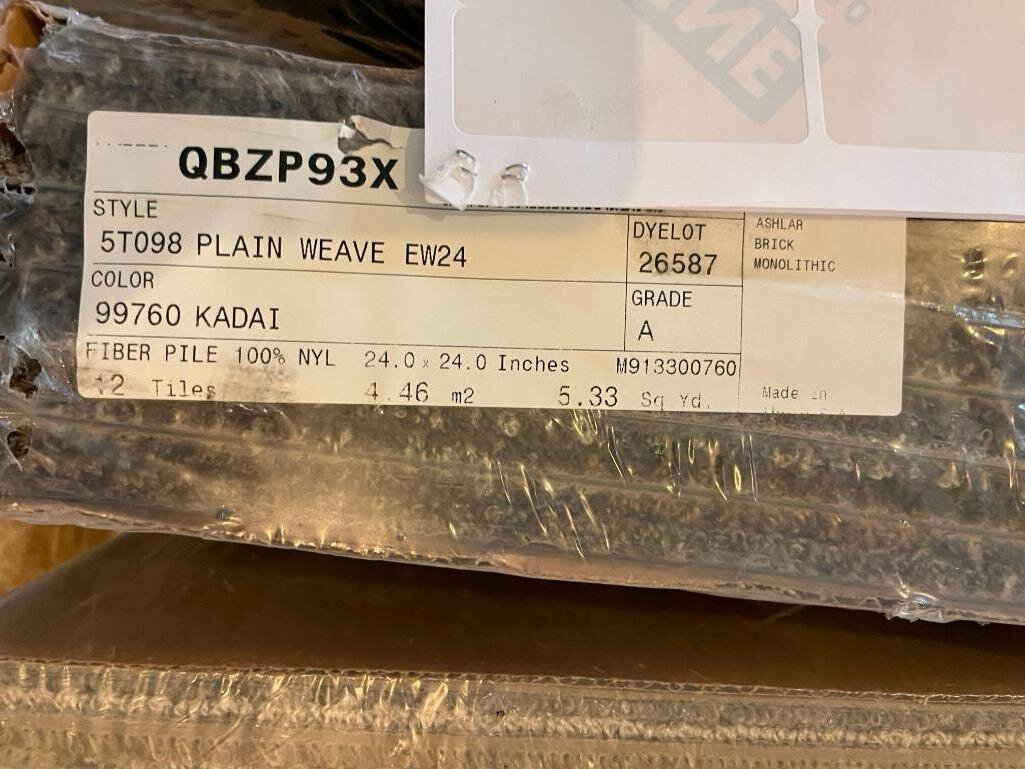 QBZP93X
STYLE
5T098 PLAIN WEAVE EW24
COLOR
99760 KADAI
DYELOT
26587
GRADE
A
ASHLAR
BRICK
MONOLITHIC
FIBER PILE 100% NYL 24.0 x 24.0 Inches M913300760
12 Tiles 4.46 m2 5.33 Sq Yd.
Made in